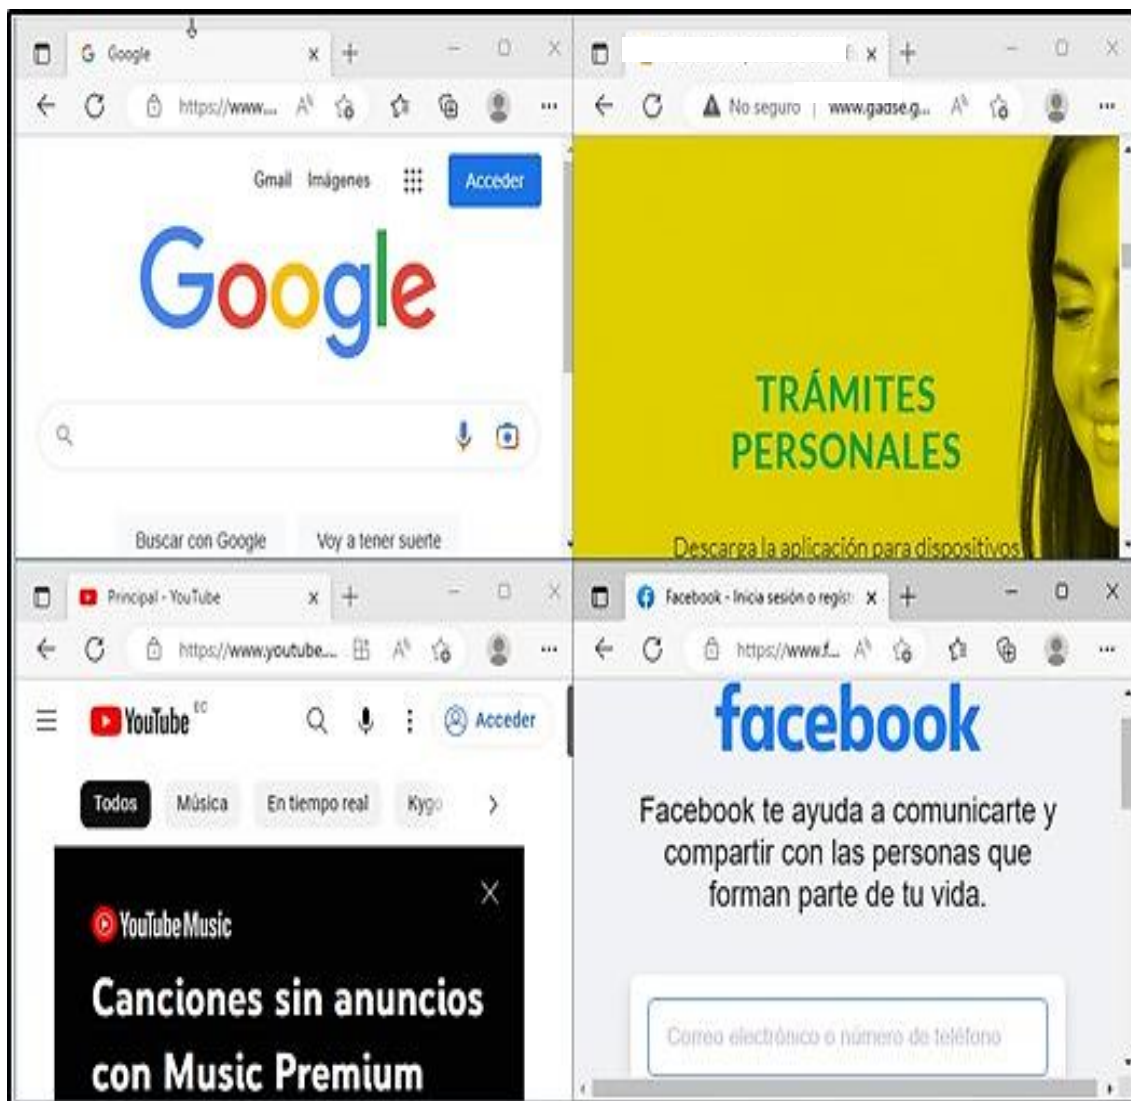 Google
https://www....
Gmail Imágenes
Acceder
Google
Buscar con Google Voy a tener suerte
No seguro | www.gadse.g...
TRÁMITES
PERSONALES
Descarga la aplicación para dispositivos
Principal - YouTube
https://www.youtube....
YouTube EC
Acceder
Todos Música En tiempo real Kygo
YouTube Music
Canciones sin anuncios
con Music Premium
Facebook - Inicia sesión o regíst
https://www.f...
facebook
Facebook te ayuda a comunicarte y
compartir con las personas que
forman parte de tu vida.
Correo electrónico o número de teléfono